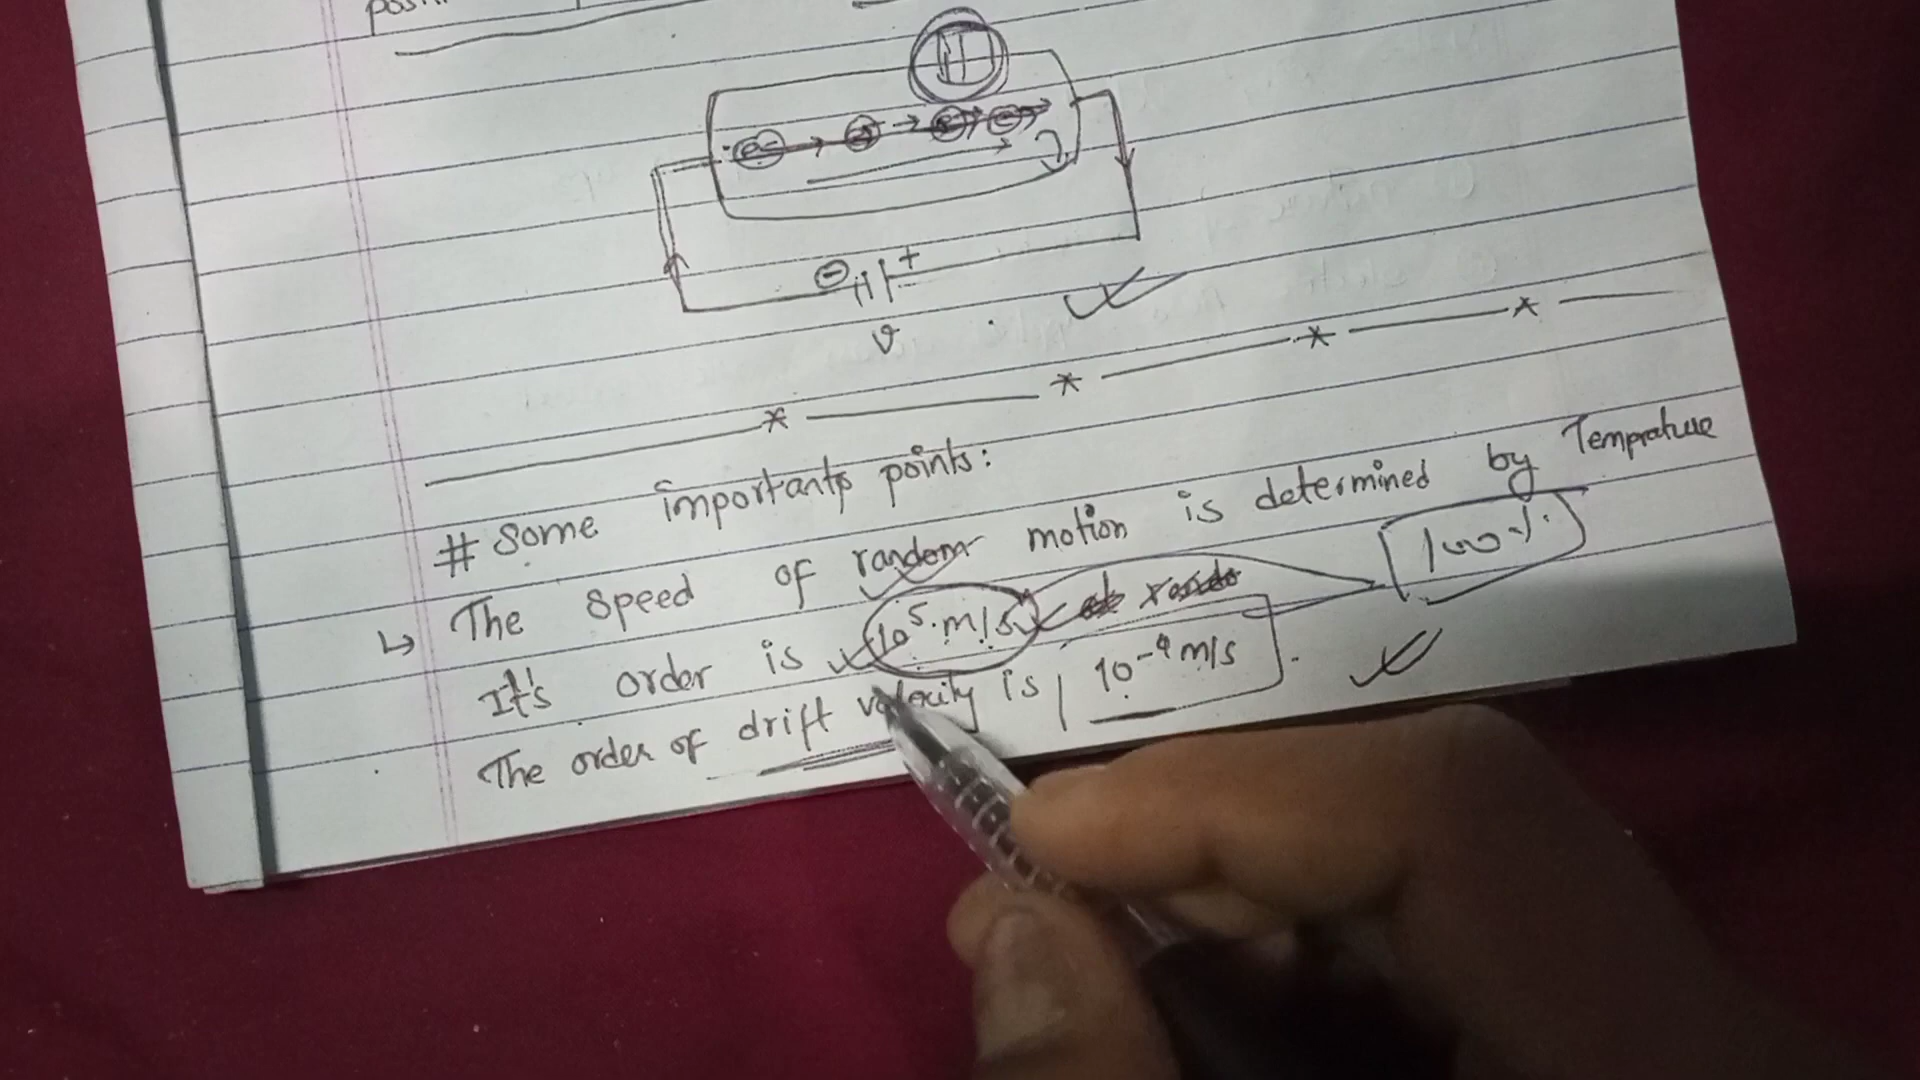 ⊖ +
V
# Some importants points:
↳ The speed of random motion is determined by Temprature
100%.
It's order is 10⁵ m/s
The order of drift velocity is 10⁻⁴ m/s.